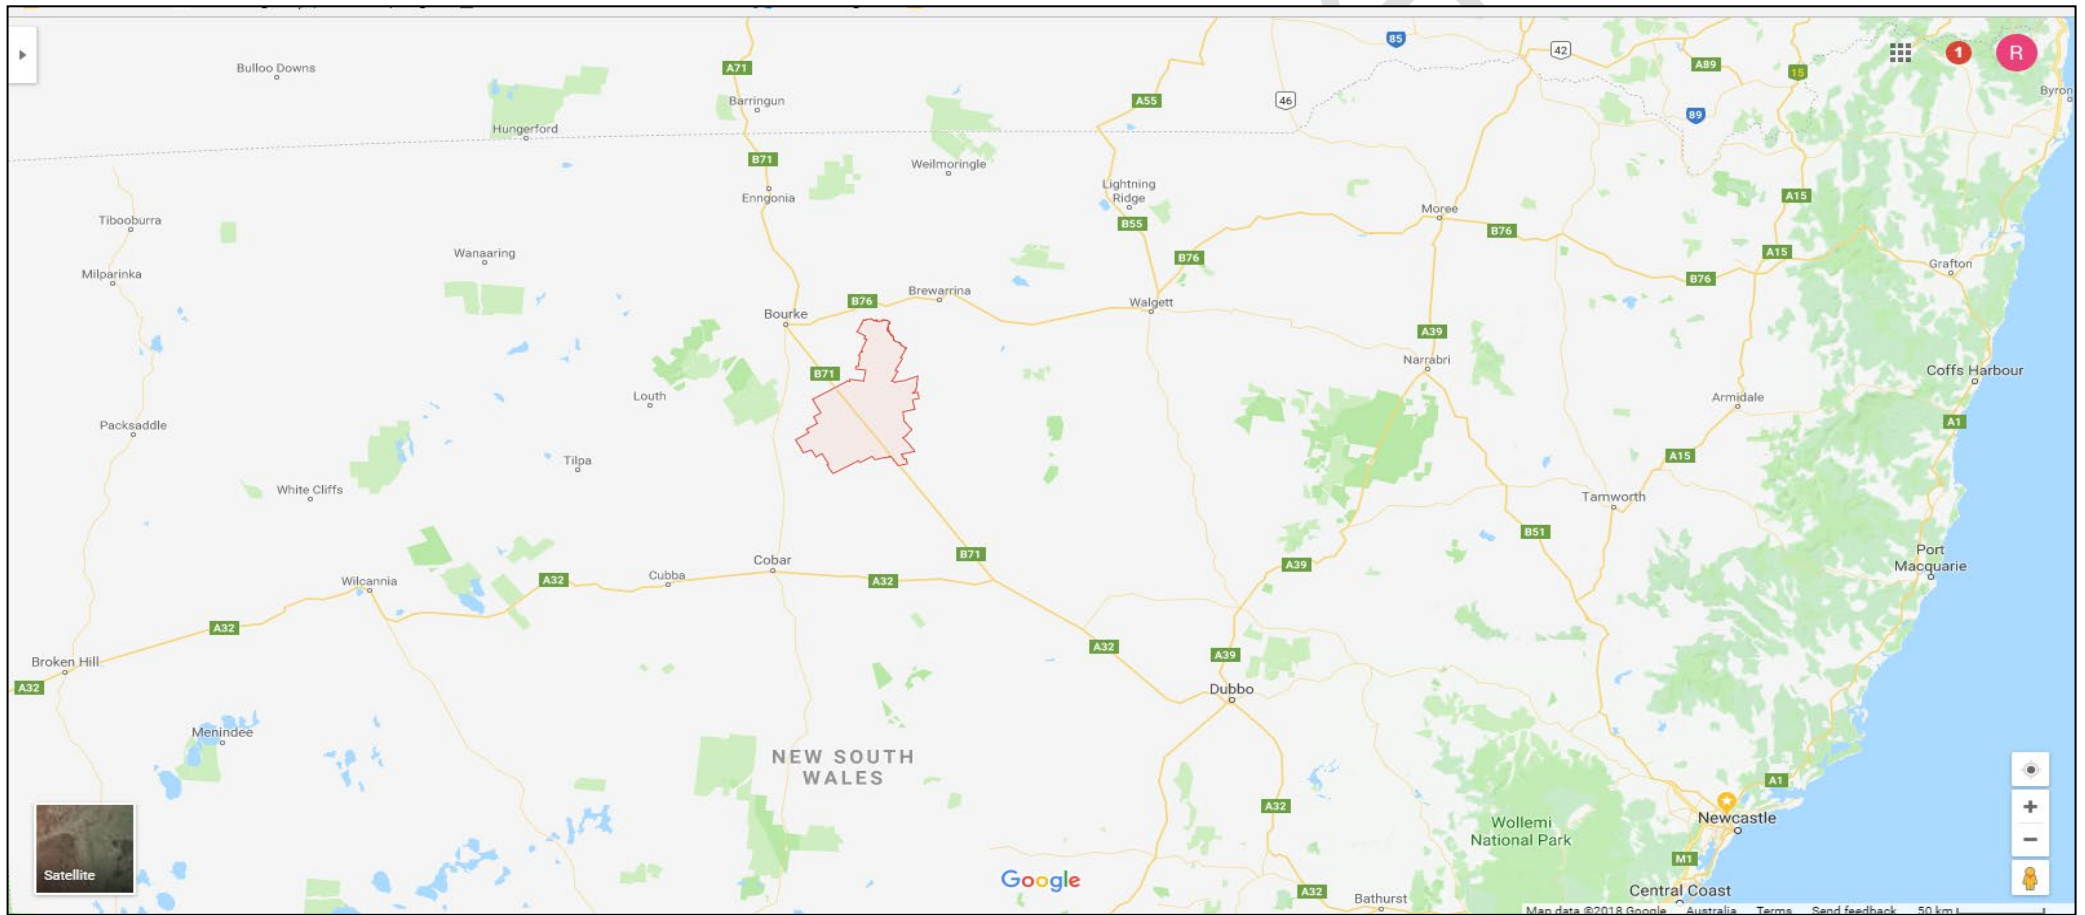 85
42
1
R
Bulloo Downs
A71
A89
15
Byron
Barringun
A55
46
89
Hungerford
B71
Weilmoringle
Enngonia
Lightning
Ridge
Moree
A15
Tibooburra
B55
B76
Wanaaring
B76
A15
Milparinka
Grafton
B76
Brewarrina
B76
Walgett
Bourke
A39
Narrabri
B71
Coffs Harbour
Louth
Armidale
Packsaddle
A1
Tilpa
A15
White Cliffs
Tamworth
B51
Port
Macquarie
B71
Cobar
A39
Cubba
Wilcannia
A32
A32
A32
A32
A39
Broken Hill
A32
Dubbo
Menindee
NEW SOUTH
WALES
A1
A32
Newcastle
Wollemi
National Park
M1
Satellite
Google
Central Coast
A32
Bathurst
Map data ©2018 Google Australia Terms Send feedback 50 km